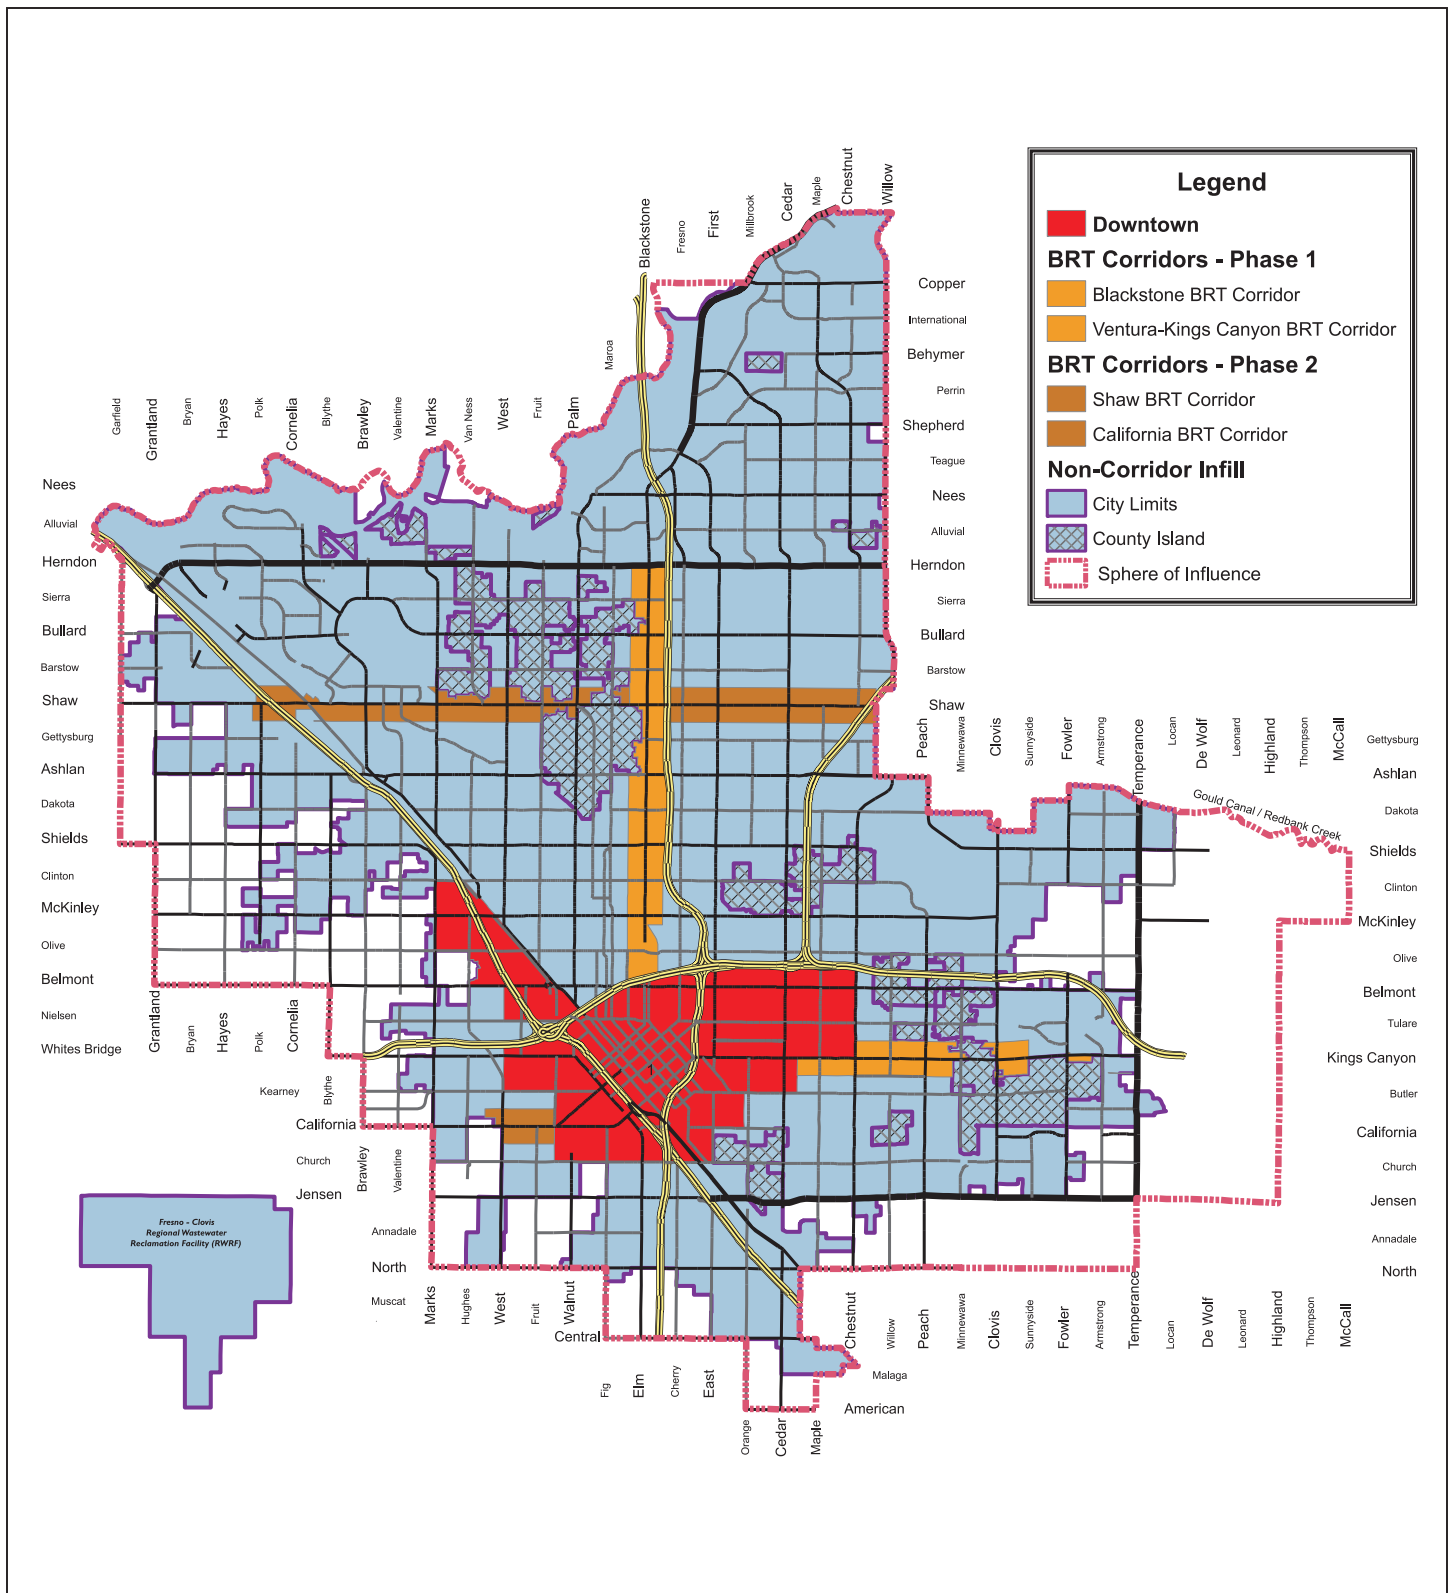 Legend
Downtown
BRT Corridors - Phase 1
Blackstone BRT Corridor
Ventura-Kings Canyon BRT Corridor
BRT Corridors - Phase 2
Shaw BRT Corridor
California BRT Corridor
Non-Corridor Infill
City Limits
County Island
Sphere of Influence
Blackstone
Fresno
First
Millbrook
Cedar
Maple
Chestnut
Willow
Copper
International
Behymer
Perrin
Shepherd
Teague
Nees
Alluvial
Herndon
Sierra
Bullard
Barstow
Shaw
Maroa
Garfield
Grantland
Bryan
Hayes
Polk
Cornelia
Blythe
Brawley
Valentine
Marks
Van Ness
West
Fruit
Palm
Nees
Alluvial
Herndon
Sierra
Bullard
Barstow
Shaw
Gettysburg
Ashlan
Dakota
Shields
Clinton
McKinley
Olive
Belmont
Nielsen
Whites Bridge
Grantland
Bryan
Hayes
Polk
Cornelia
Kearney
Blythe
California
Church
Jensen
Brawley
Valentine
Annadale
North
Muscat
Peach
Minnewawa
Clovis
Sunnyside
Fowler
Armstrong
Temperance
Locan
De Wolf
Leonard
Highland
Thompson
McCall
Gettysburg
Ashlan
Dakota
Gould Canal / Redbank Creek
Shields
Clinton
McKinley
Olive
Belmont
Tulare
Kings Canyon
Butler
California
Church
Jensen
Annadale
North
Fresno - Clovis
Regional Wastewater
Reclamation Facility (RWRF)
Marks
Hughes
West
Fruit
Walnut
Central
Fig
Elm
Cherry
East
Orange
Cedar
Maple
American
Malaga
Chestnut
Willow
Peach
Minnewawa
Clovis
Sunnyside
Fowler
Armstrong
Temperance
Locan
De Wolf
Leonard
Highland
Thompson
McCall